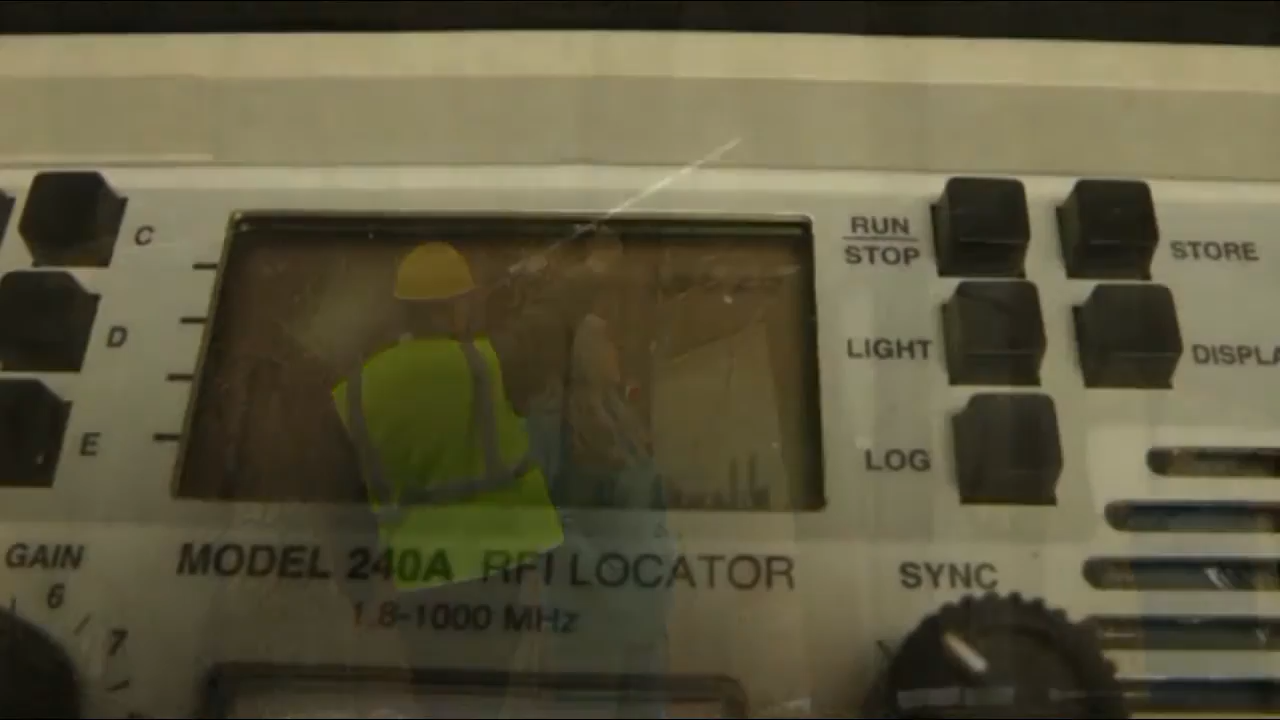 C
D
E
RUN
STOP
STORE
LIGHT
DISPLA
LOG
GAIN
6
7
MODEL 240A RFI LOCATOR
1.8-1000 MHz
SYNC